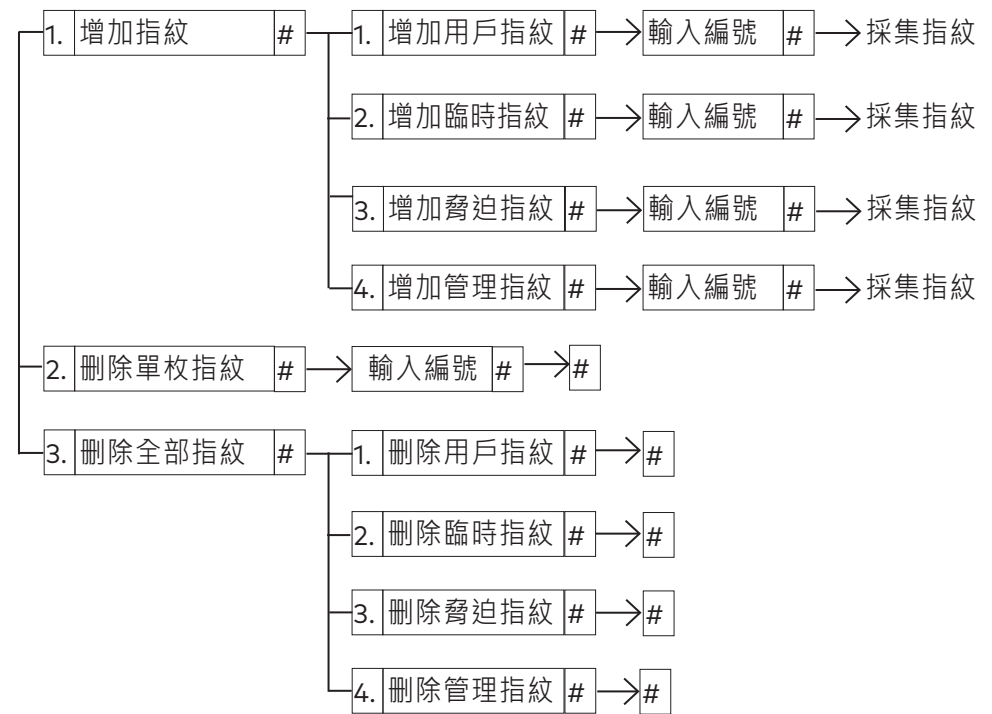 1. 增加指紋 # 1. 增加用戶指紋 # 輸入編號 # 採集指紋
2. 增加臨時指紋 # 輸入編號 # 採集指紋
3. 增加脅迫指紋 # 輸入編號 # 採集指紋
4. 增加管理指紋 # 輸入編號 # 採集指紋
2. 刪除單枚指紋 # 輸入編號 # #
3. 刪除全部指紋 # 1. 刪除用戶指紋 # #
2. 刪除臨時指紋 # #
3. 刪除脅迫指紋 # #
4. 刪除管理指紋 # #